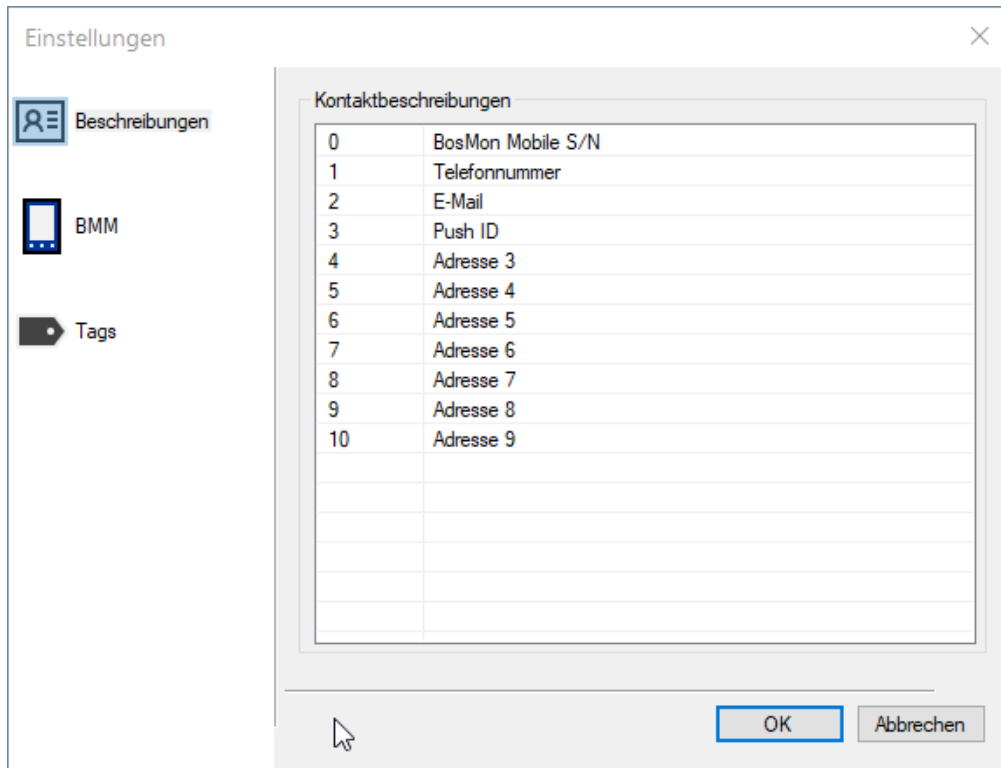 Einstellungen
Beschreibungen
BMM
Tags
Kontaktbeschreibungen
0 BosMon Mobile S/N
1 Telefonnummer
2 E-Mail
3 Push ID
4 Adresse 3
5 Adresse 4
6 Adresse 5
7 Adresse 6
8 Adresse 7
9 Adresse 8
10 Adresse 9
OK Abbrechen